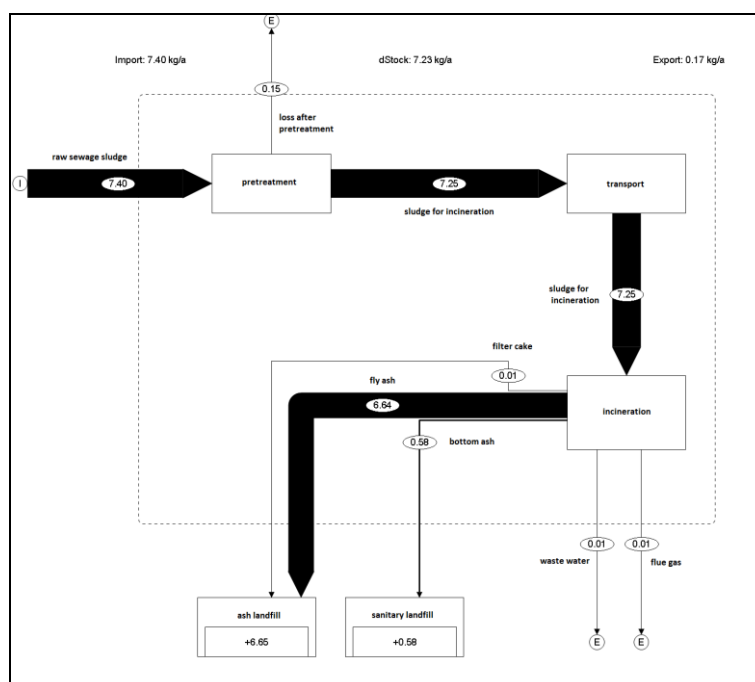 E
Import: 7.40 kg/a
dStock: 7.23 kg/a
Export: 0.17 kg/a
0.15
loss after
pretreatment
raw sewage sludge
I
7.40
pretreatment
7.25
transport
sludge for incineration
sludge for
incineration
7.25
filter cake
0.01
fly ash
6.64
incineration
0.58
bottom ash
0.01
0.01
waste water
flue gas
ash landfill
+6.65
sanitary landfill
+0.58
E
E